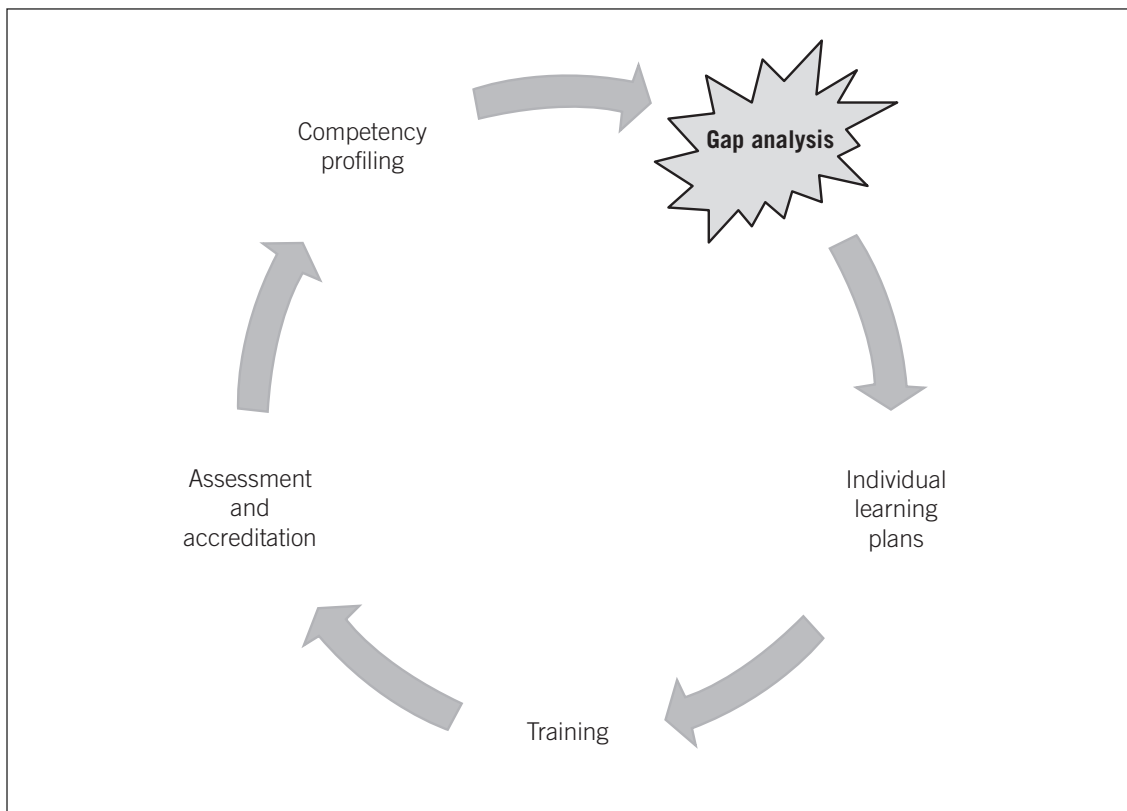 Competency
profiling
Gap analysis
Individual
learning
plans
Training
Assessment
and
accreditation